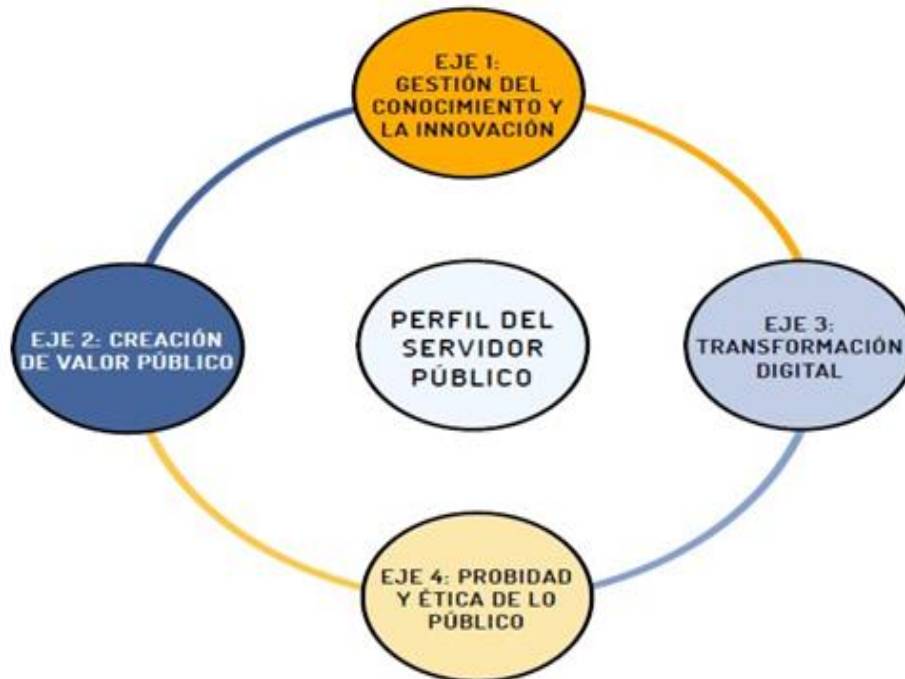 EJE 1:
GESTIÓN DEL
CONOCIMIENTO Y
LA INNOVACIÓN
EJE 2: CREACIÓN
DE VALOR PÚBLICO
PERFIL DEL
SERVIDOR
PÚBLICO
EJE 3:
TRANSFORMACIÓN
DIGITAL
EJE 4: PROBIDAD
Y ÉTICA DE LO
PÚBLICO